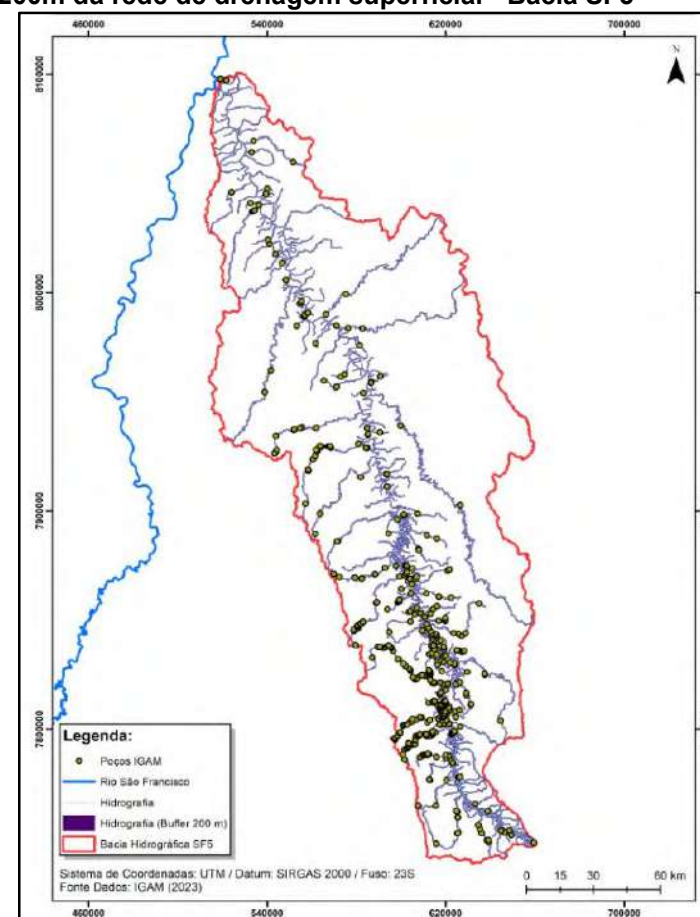 200m da rede de drenagem superficial - Bacia SF5
460000 540000 620000 700000
N
8100000
8000000
7900000
7800000
Legenda:
Poços IGAM
Rio São Francisco
Hidrografia
Hidrografia (Buffer 200 m)
Bacia Hidrográfica SF5
Sistema de Coordenadas: UTM / Datum: SIRGAS 2000 / Fuso: 23S
Fonte Dados: IGAM (2023)
0 15 30 60 km
460000 540000 620000 700000